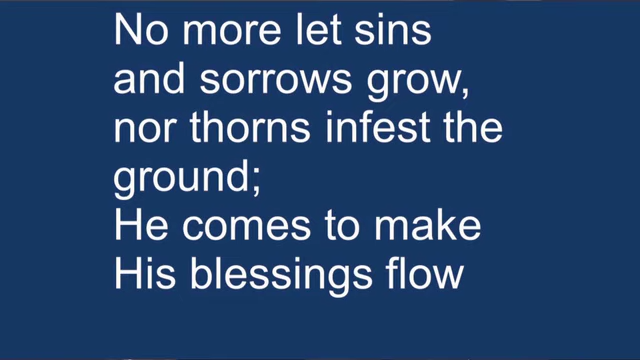 No more let sins
and sorrows grow,
nor thorns infest the
ground;
He comes to make
His blessings flow